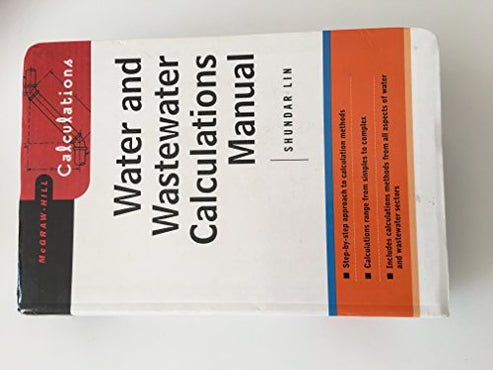 McGRAW-HILL
Calculations
Water and
Wastewater
Calculations
Manual
SHUNDAR LIN
■ Step-by-step approach to calculation methods
■ Calculations range from simples to complex
■ Includes calculations methods from all aspects of water
and wastewater sectors